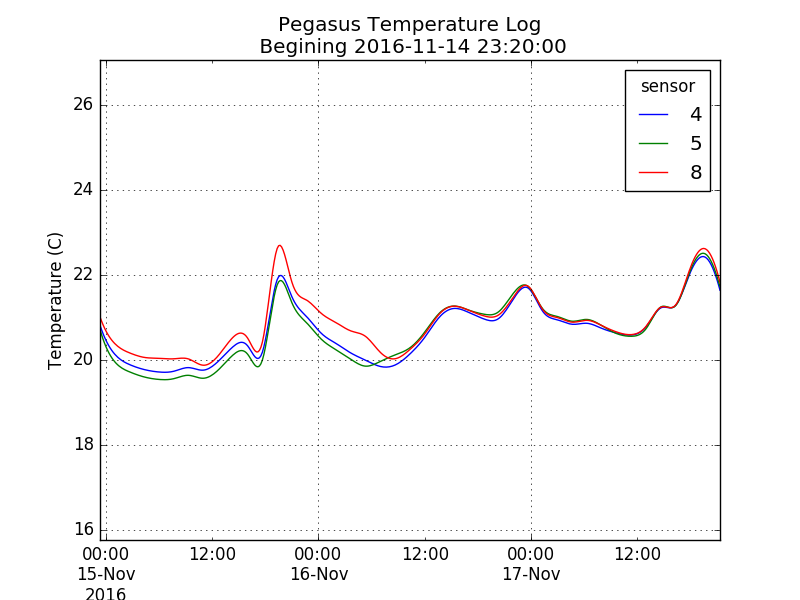 Pegasus Temperature Log
Begining 2016-11-14 23:20:00
sensor
4
5
8
Temperature (C)
26
24
22
20
18
16
00:00 12:00 00:00 12:00 00:00 12:00
15-Nov 16-Nov 17-Nov
2016